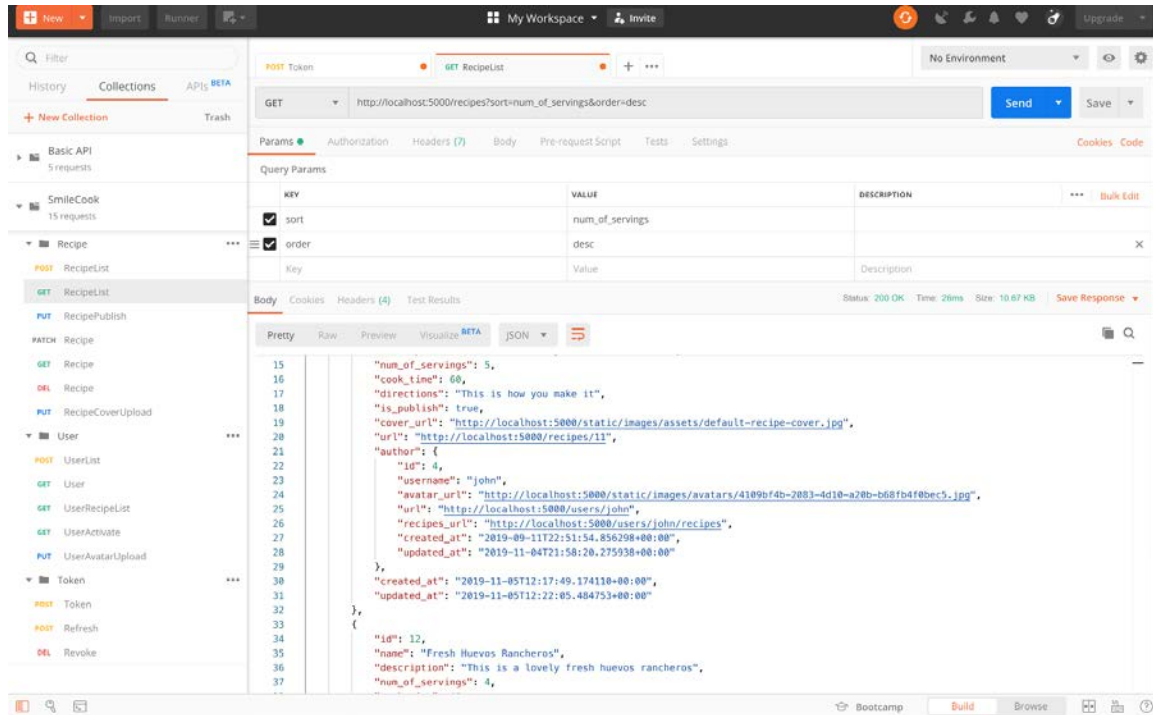 New Import Runner My Workspace Invite Upgrade
Filter
History Collections APIs BETA
+ New Collection Trash
Basic API
5 requests
SmileCook
15 requests
Recipe
POST RecipeList
GET RecipeList
PUT RecipePublish
PATCH Recipe
GET Recipe
DEL Recipe
PUT RecipeCoverUpload
User
POST UserList
GET User
GET UserRecipeList
GET UserActivate
PUT UserAvatarUpload
Token
POST Token
POST Refresh
DEL Revoke
POST Token GET RecipeList + ... No Environment
GET http://localhost:5000/recipes?sort=num_of_servings&order=desc Send Save
Params Authorization Headers (7) Body Pre-request Script Tests Settings Cookies Code
Query Params
KEY VALUE DESCRIPTION ... Bulk Edit
sort num_of_servings
order desc
Key Value Description
Body Cookies Headers (4) Test Results Status: 200 OK Time: 26ms Size: 10.67 KB Save Response
Pretty Raw Preview Visualize BETA JSON
15 "num_of_servings": 5,
16 "cook_time": 60,
17 "directions": "This is how you make it",
18 "is_publish": true,
19 "cover_url": "http://localhost:5000/static/images/assets/default-recipe-cover.jpg",
20 "url": "http://localhost:5000/recipes/11",
21 "author": {
22 "id": 4,
23 "username": "john",
24 "avatar_url": "http://localhost:5000/static/images/avatars/4109bf4b-2083-4d10-a20b-b68fb4f0bec5.jpg",
25 "url": "http://localhost:5000/users/john",
26 "recipes_url": "http://localhost:5000/users/john/recipes",
27 "created_at": "2019-09-11T22:51:54.856298+00:00",
28 "updated_at": "2019-11-04T21:58:20.275938+00:00"
29 },
30 "created_at": "2019-11-05T12:17:49.174110+00:00",
31 "updated_at": "2019-11-05T12:22:05.484753+00:00"
32 },
33 {
34 "id": 12,
35 "name": "Fresh Huevos Rancheros",
36 "description": "This is a lovely fresh huevos rancheros",
37 "num_of_servings": 4,
Bootcamp Build Browse